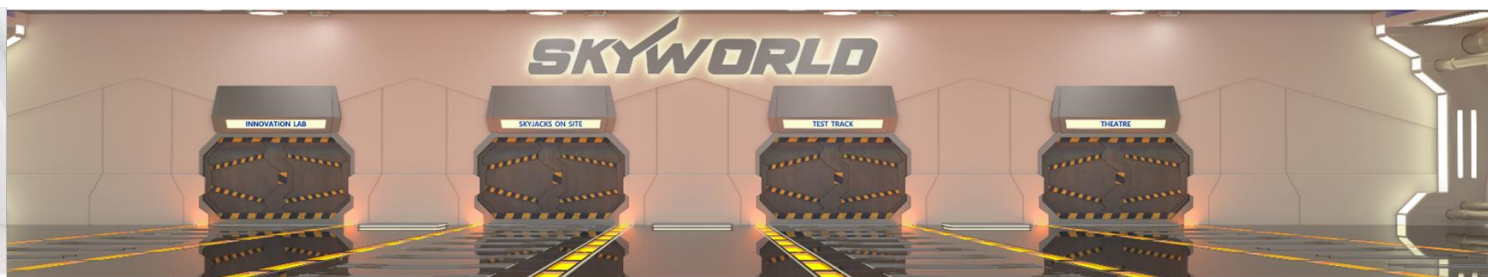 SKYWORLD
INNOVATION LAB
SKYJACKS ON SITE
TEST TRACK
THEATRE